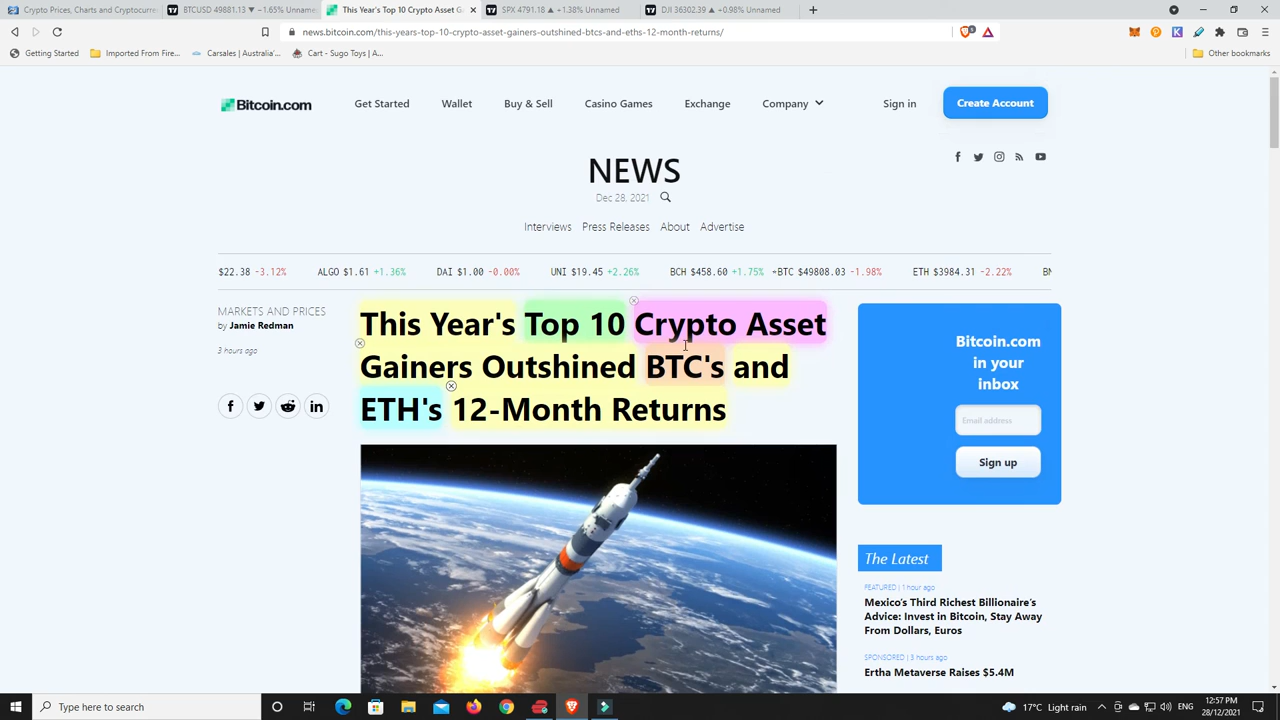 Crypto Prices, Charts and Cryptocurr
BTCUSD 49881.13 ▼ −1.65% Unname
This Year's Top 10 Crypto Asset G
SPX 4791.18 ▲ +1.38% Unnamed
DJI 36302.39 ▲ +0.98% Unnamed
news.bitcoin.com/this-years-top-10-crypto-asset-gainers-outshined-btcs-and-eths-12-month-returns/
Getting Started
Imported From Fire...
Carsales | Australia'...
Cart - Sugo Toys | A...
Other bookmarks
Bitcoin.com
Get Started
Wallet
Buy & Sell
Casino Games
Exchange
Company
Sign in
Create Account
NEWS
Dec 28, 2021
Interviews
Press Releases
About
Advertise
$22.38 -3.12%
ALGO $1.61 +1.36%
DAI $1.00 -0.00%
UNI $19.45 +2.26%
BCH $458.60 +1.75%
BTC $49808.03 -1.98%
ETH $3984.31 -2.22%
MARKETS AND PRICES
by Jamie Redman
3 hours ago
This Year's Top 10 Crypto Asset
Gainers Outshined BTC's and
ETH's 12-Month Returns
Bitcoin.com
in your
inbox
Email address
Sign up
The Latest
FEATURED | 1 hour ago
Mexico's Third Richest Billionaire's
Advice: Invest in Bitcoin, Stay Away
From Dollars, Euros
SPONSORED | 3 hours ago
Ertha Metaverse Raises $5.4M
Type here to search
17°C Light rain
ENG
12:57 PM
28/12/2021